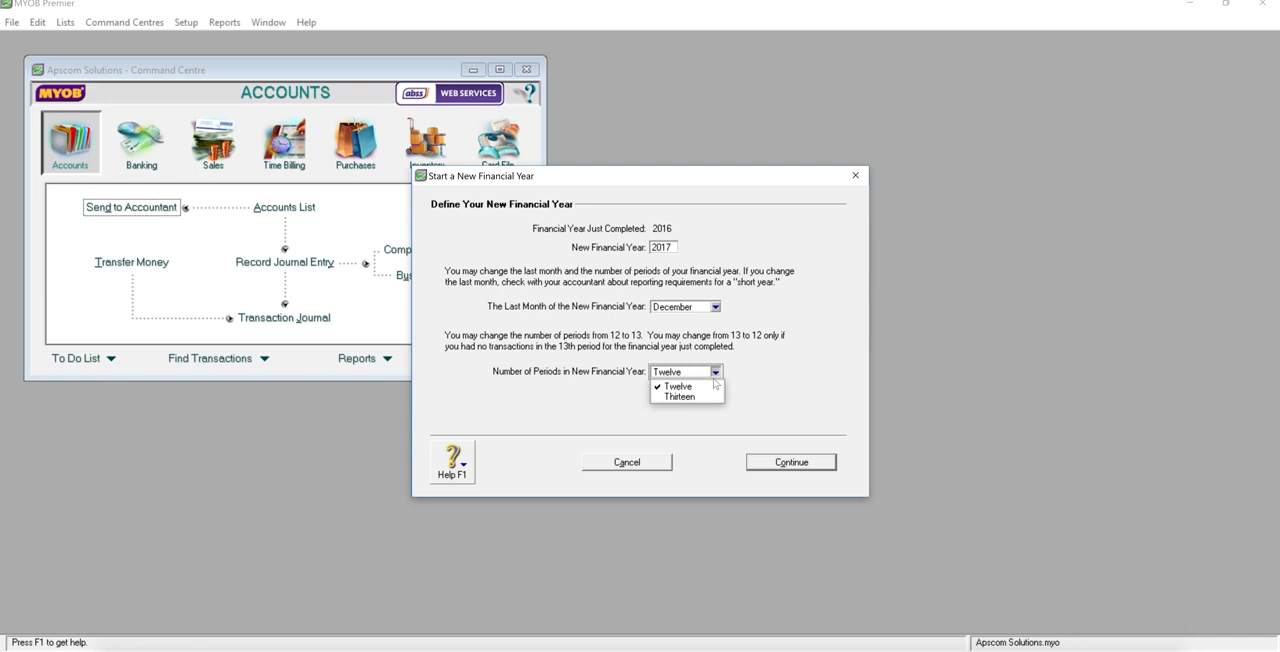 MYOB Premier
File Edit Lists Command Centres Setup Reports Window Help
Apscom Solutions - Command Centre
MYOB ACCOUNTS abss WEB SERVICES ?
Accounts Banking Sales Time Billing Purchases Inventory Card File
Send to Accountant Accounts List
Transfer Money Record Journal Entry Comp
Bus
Transaction Journal
To Do List Find Transactions Reports
Start a New Financial Year
Define Your New Financial Year
Financial Year Just Completed: 2016
New Financial Year: 2017
You may change the last month and the number of periods of your financial year. If you change
the last month, check with your accountant about reporting requirements for a "short year."
The Last Month of the New Financial Year: December
You may change the number of periods from 12 to 13. You may change from 13 to 12 only if
you had no transactions in the 13th period for the financial year just completed.
Number of Periods in New Financial Year: Twelve
Twelve
Thirteen
?
Help F1 Cancel Continue
Press F1 to get help. Apscom Solutions.myo